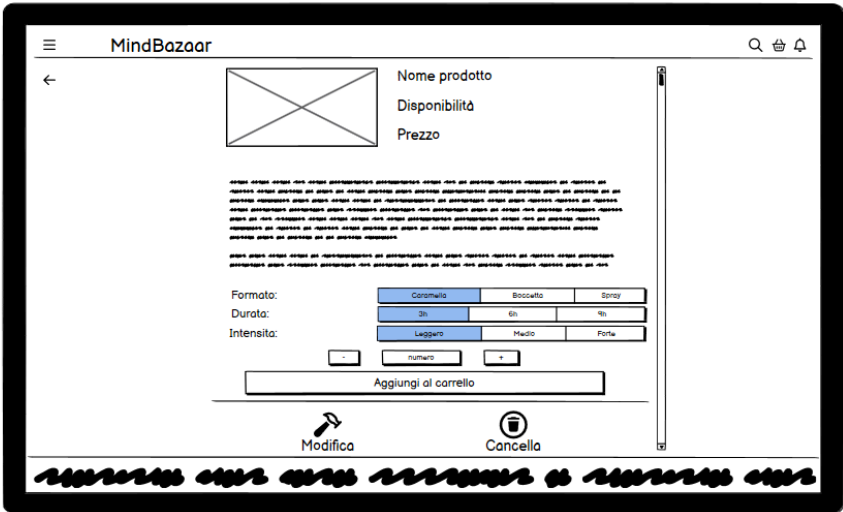 MindBazaar
Nome prodotto
Disponibilità
Prezzo
Formato: Caramella Boccetta Spray
Durata: 3h 6h 9h
Intensita: Leggero Medio Forte
- numero +
Aggiungi al carrello
Modifica Cancella